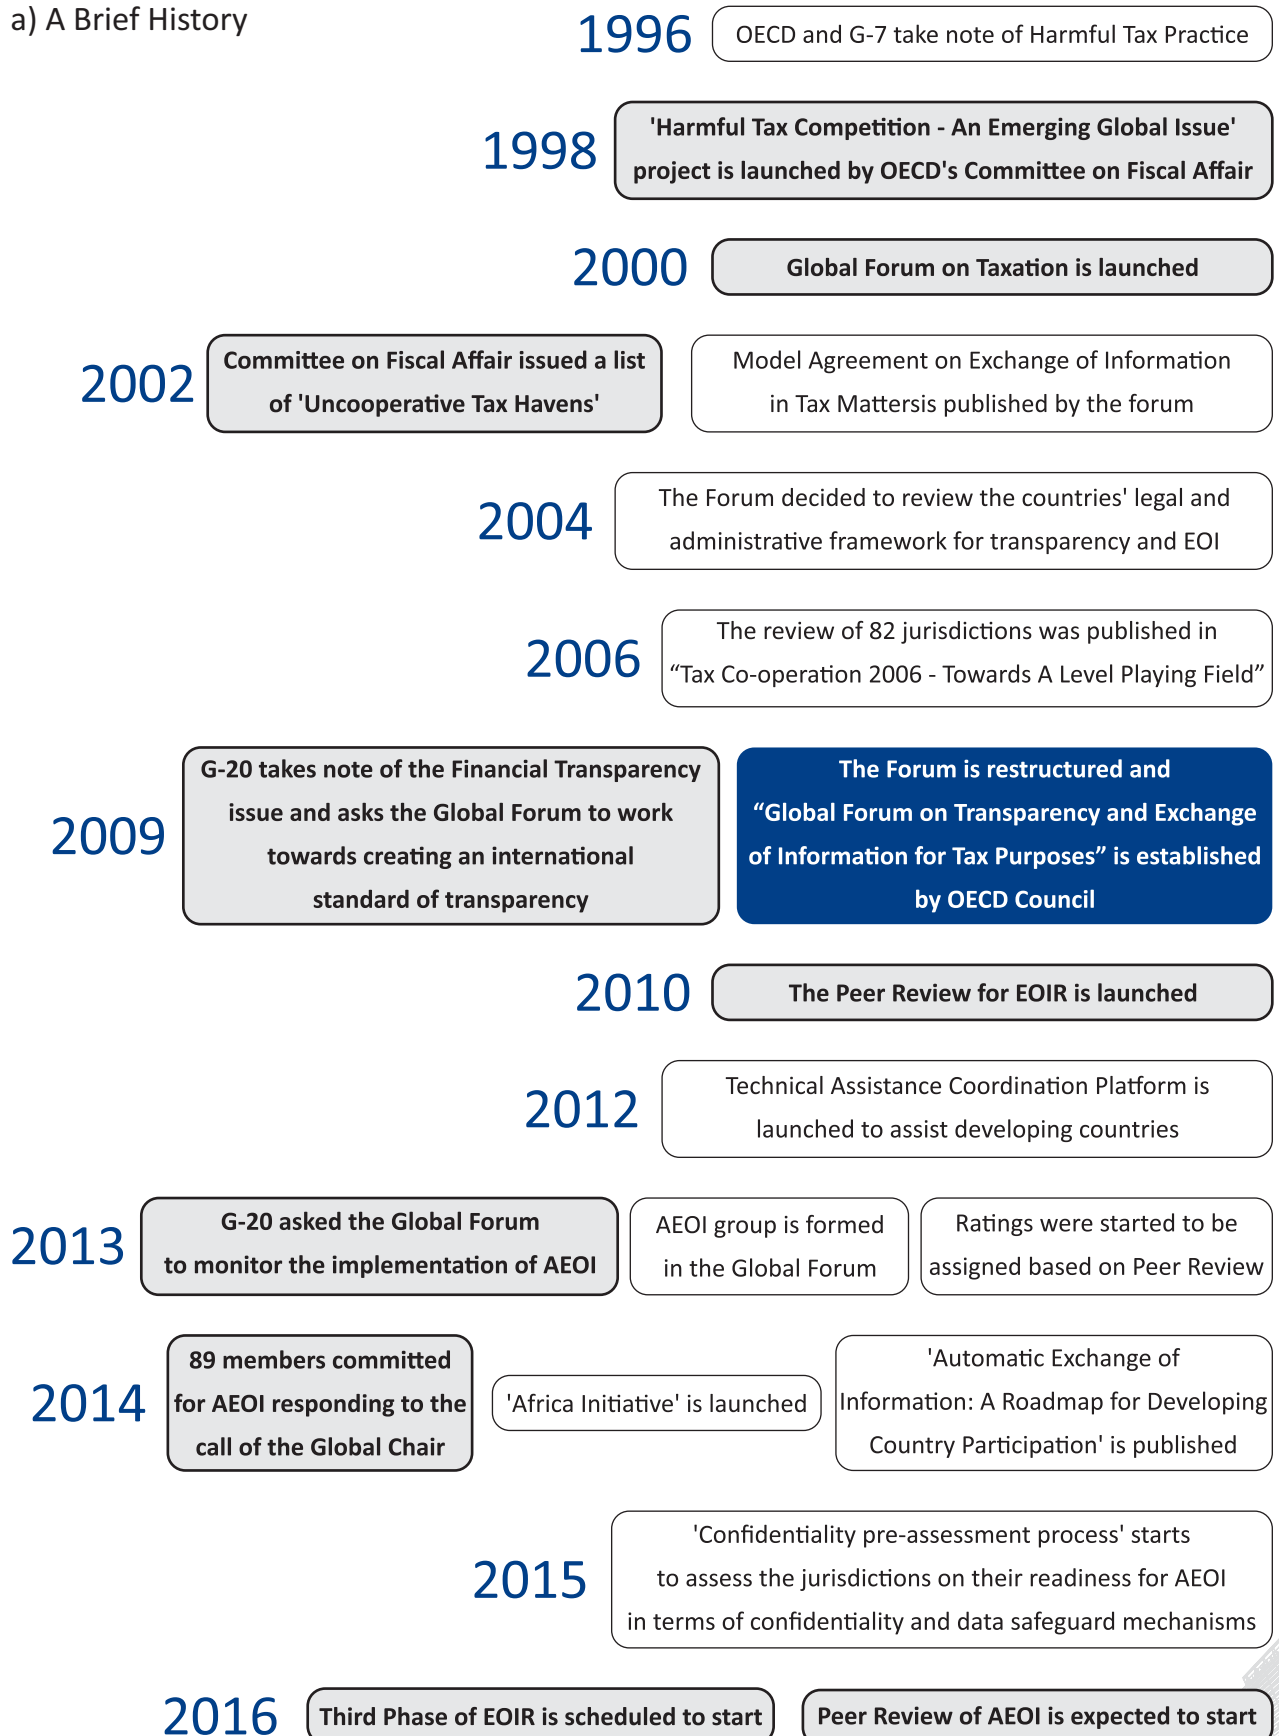 a) A Brief History
1996
OECD and G-7 take note of Harmful Tax Practice
1998
'Harmful Tax Competition - An Emerging Global Issue'
project is launched by OECD's Committee on Fiscal Affair
2000
Global Forum on Taxation is launched
2002
Committee on Fiscal Affair issued a list
of 'Uncooperative Tax Havens'
Model Agreement on Exchange of Information
in Tax Mattersis published by the forum
2004
The Forum decided to review the countries' legal and
administrative framework for transparency and EOI
2006
The review of 82 jurisdictions was published in
“Tax Co-operation 2006 - Towards A Level Playing Field”
2009
G-20 takes note of the Financial Transparency
issue and asks the Global Forum to work
towards creating an international
standard of transparency
The Forum is restructured and
“Global Forum on Transparency and Exchange
of Information for Tax Purposes” is established
by OECD Council
2010
The Peer Review for EOIR is launched
2012
Technical Assistance Coordination Platform is
launched to assist developing countries
2013
G-20 asked the Global Forum
to monitor the implementation of AEOI
AEOI group is formed
in the Global Forum
Ratings were started to be
assigned based on Peer Review
2014
89 members committed
for AEOI responding to the
call of the Global Chair
'Africa Initiative' is launched
'Automatic Exchange of
Information: A Roadmap for Developing
Country Participation' is published
2015
'Confidentiality pre-assessment process' starts
to assess the jurisdictions on their readiness for AEOI
in terms of confidentiality and data safeguard mechanisms
2016
Third Phase of EOIR is scheduled to start
Peer Review of AEOI is expected to start